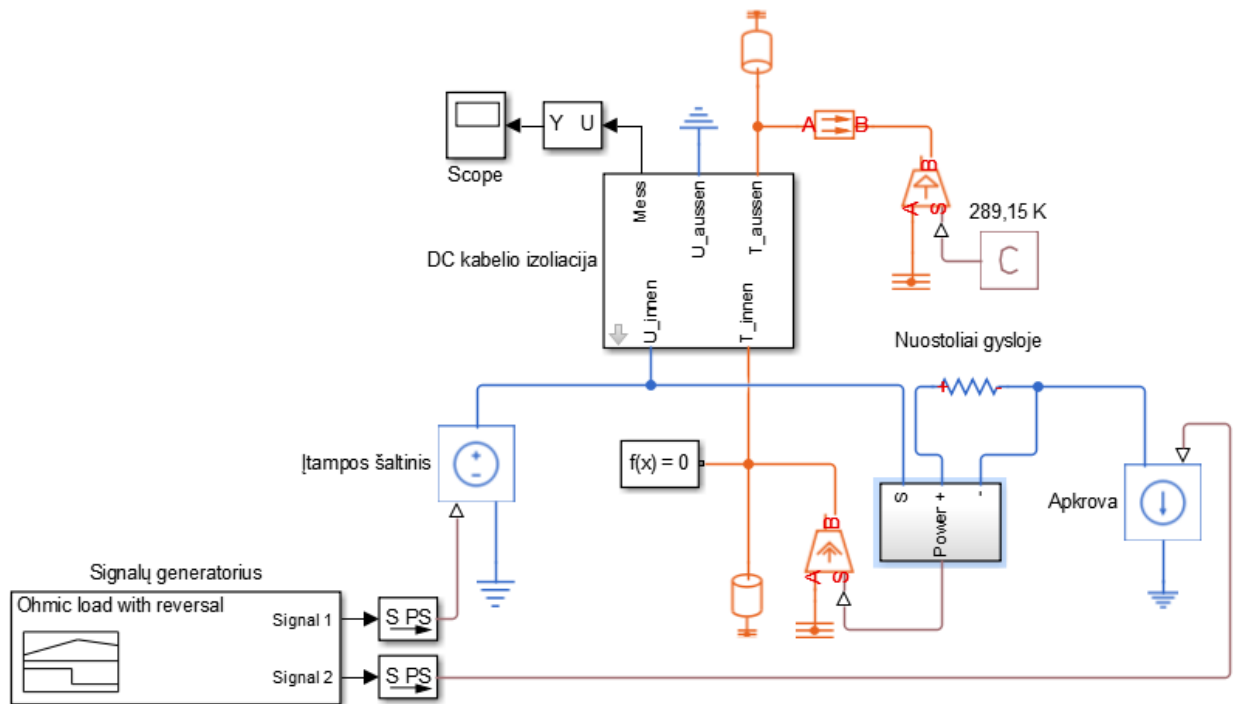 Scope
Y U
Mess
U_aussen
T_aussen
A
B
B
A
S
289,15 K
C
DC kabelio izoliacija
U_innen
T_innen
Nuostoliai gysloje
+
-
Įtampos šaltinis
+
−
f(x) = 0
S
+
-
Power
Apkrova
B
A
S
Signalų generatorius
Ohmic load with reversal
Signal 1
S PS
Signal 2
S PS